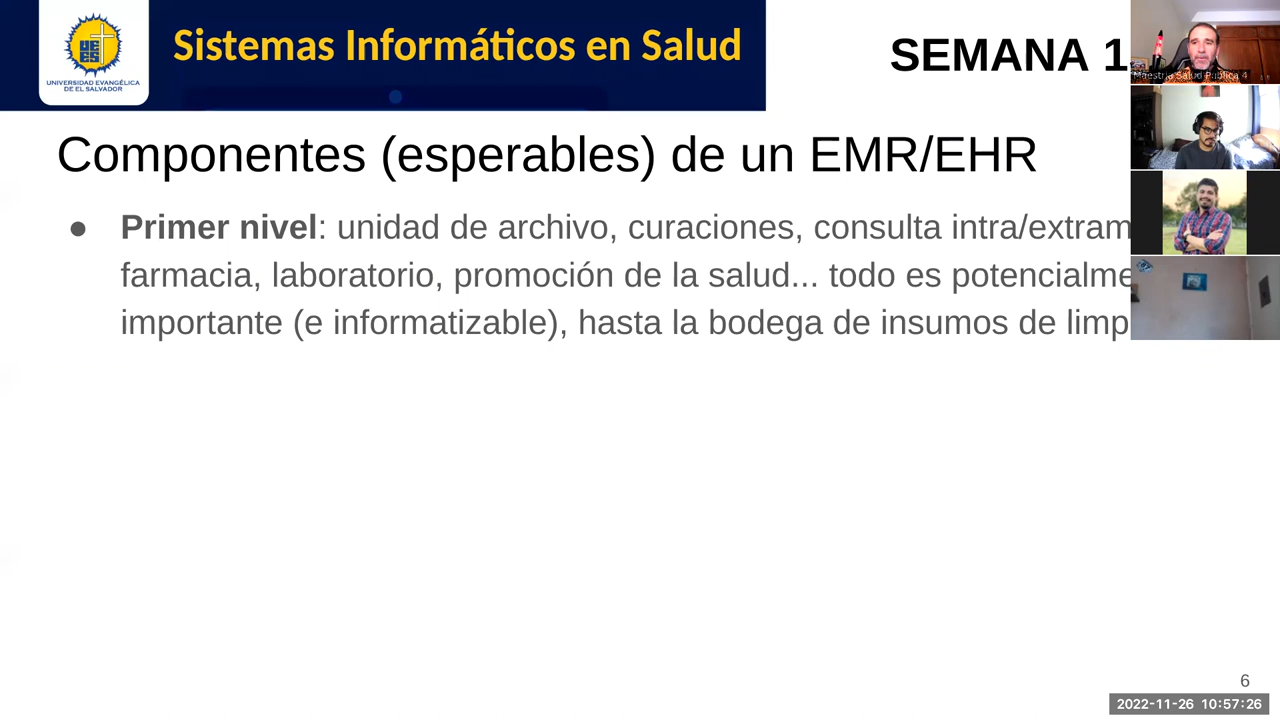 Sistemas Informáticos en Salud
SEMANA 1
UNIVERSIDAD EVANGÉLICA
DE EL SALVADOR
Maestría Salud Pública 4
Componentes (esperables) de un EMR/EHR
● Primer nivel: unidad de archivo, curaciones, consulta intra/extram
farmacia, laboratorio, promoción de la salud... todo es potencialme
importante (e informatizable), hasta la bodega de insumos de limp
6
2022-11-26 10:57:26